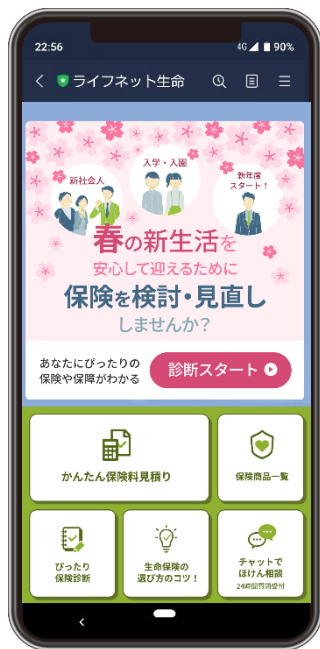 22:56
4G 90%
ライフネット生命
新社会人
入学・入園
新年度
スタート！
春の新生活を
安心して迎えるために
保険を検討・見直し
しませんか？
あなたにぴったりの
保険や保障がわかる
診断スタート
かんたん保険料見積り
保険商品一覧
ぴったり
保険診断
生命保険の
選び方のコツ！
チャットで
ほけん相談
24時間質問受付